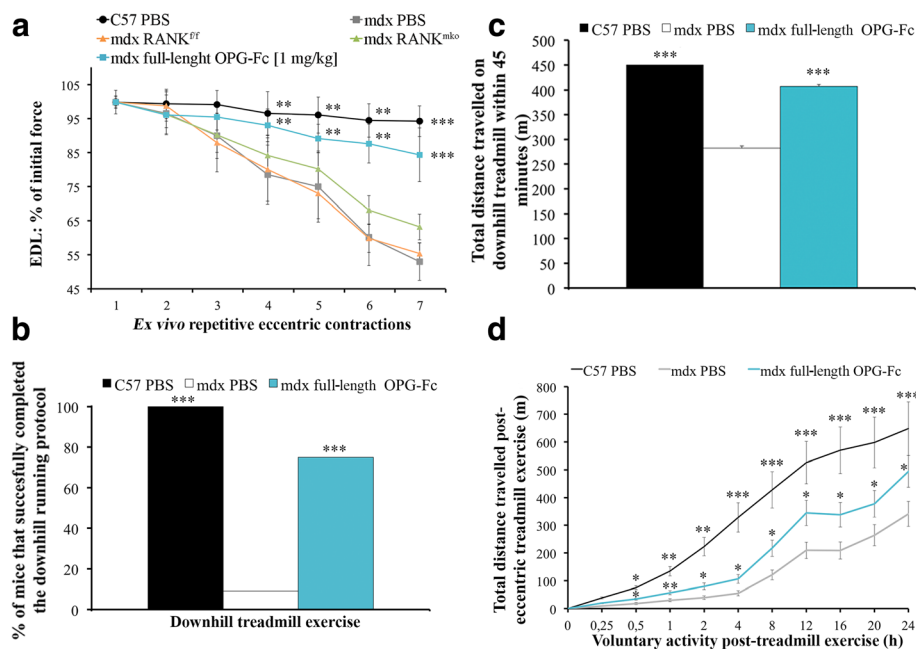 a
C57 PBS
mdx PBS
mdx RANKf/f
mdx RANKmko
mdx full-lenght OPG-Fc [1 mg/kg]
EDL: % of initial force
105
95
85
75
65
55
45
**
**
**
***
**
**
**
***
1 2 3 4 5 6 7
Ex vivo repetitive eccentric contractions
b
C57 PBS
mdx PBS
mdx full-length OPG-Fc
% of mice that succesfully completed
the downhill running protocol
100
80
60
40
20
0
***
***
Downhill treadmill exercise
c
C57 PBS
mdx PBS
mdx full-length OPG-Fc
Total distance travelled on
downhill treadmill within 45
minutes (m)
500
450
400
350
300
250
200
150
100
50
0
***
***
d
C57 PBS
mdx PBS
mdx full-length OPG-Fc
Total distance travelled post-
eccentric treadmill exercise (m)
800
700
600
500
400
300
200
100
0
*
**
**
***
***
***
***
***
***
*
**
*
*
*
*
*
*
*
0 0,25 0,5 1 2 4 8 12 16 20 24
Voluntary activity post-treadmill exercise (h)